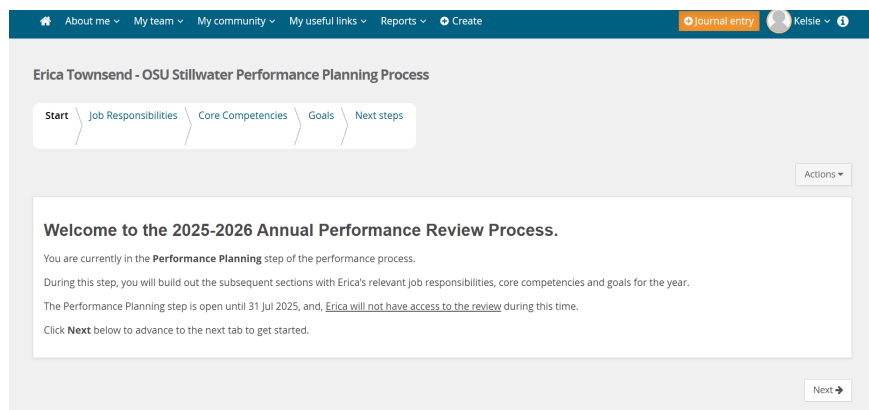 About me My team My community My useful links Reports Create Journal entry Kelsie
Erica Townsend - OSU Stillwater Performance Planning Process
Start Job Responsibilities Core Competencies Goals Next steps
Actions
Welcome to the 2025-2026 Annual Performance Review Process.
You are currently in the Performance Planning step of the performance process.
During this step, you will build out the subsequent sections with Erica's relevant job responsibilities, core competencies and goals for the year.
The Performance Planning step is open until 31 Jul 2025, and, Erica will not have access to the review during this time.
Click Next below to advance to the next tab to get started.
Next